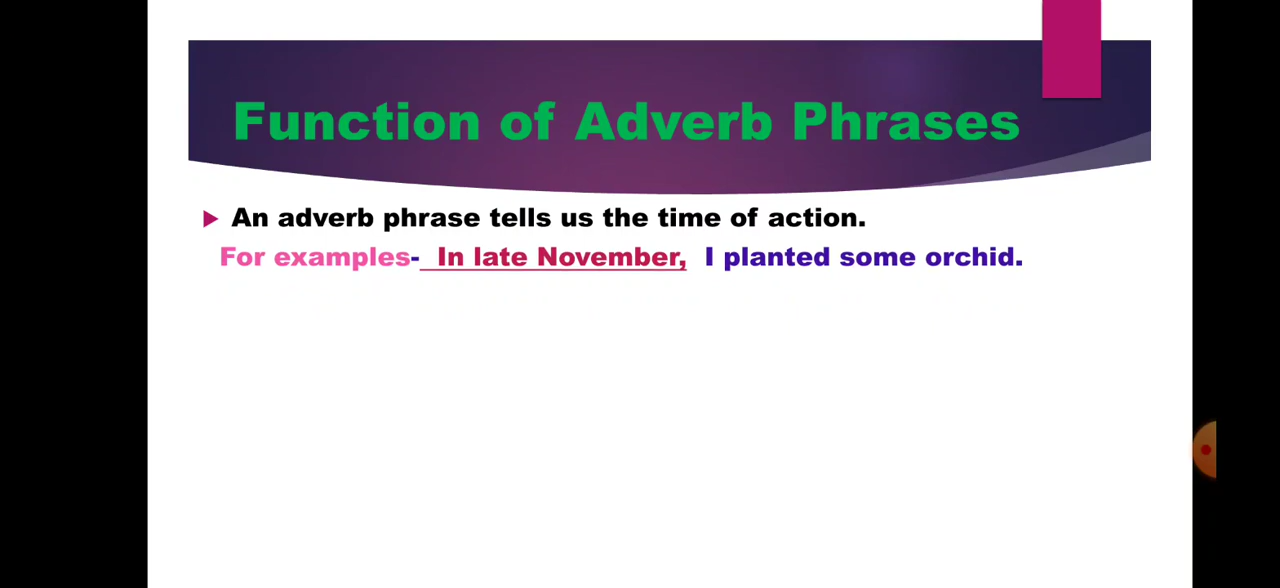 Function of Adverb Phrases
An adverb phrase tells us the time of action.
For examples- In late November, I planted some orchid.